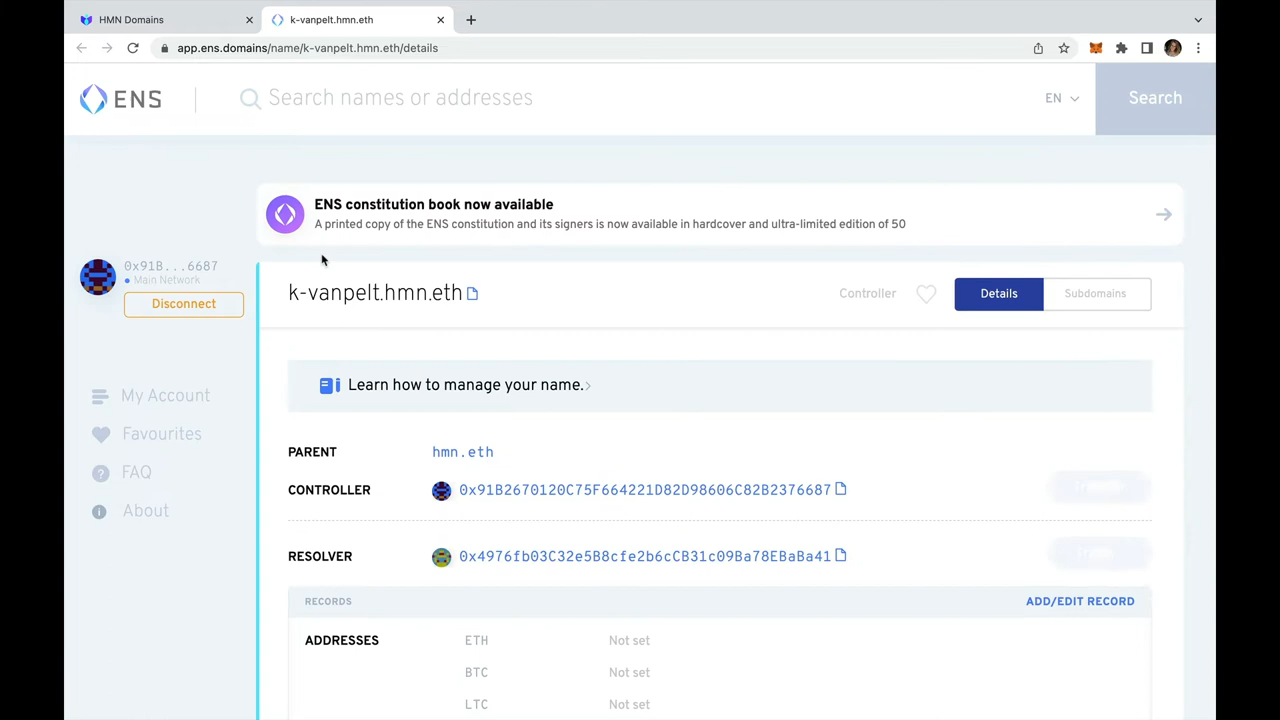 HMN Domains
k-vanpelt.hmn.eth
app.ens.domains/name/k-vanpelt.hmn.eth/details
ENS
Search names or addresses
EN
Search
ENS constitution book now available
A printed copy of the ENS constitution and its signers is now available in hardcover and ultra-limited edition of 50
0x91B...6687
Main Network
Disconnect
My Account
Favourites
FAQ
About
k-vanpelt.hmn.eth
Controller
Details
Subdomains
Learn how to manage your name.
PARENT
hmn.eth
CONTROLLER
0x91B2670120C75F664221D82D98606C82B2376687
RESOLVER
0x4976fb03C32e5B8cfe2b6cCB31c09Ba78EBaBa41
RECORDS
ADD/EDIT RECORD
ADDRESSES
ETH
Not set
BTC
Not set
LTC
Not set